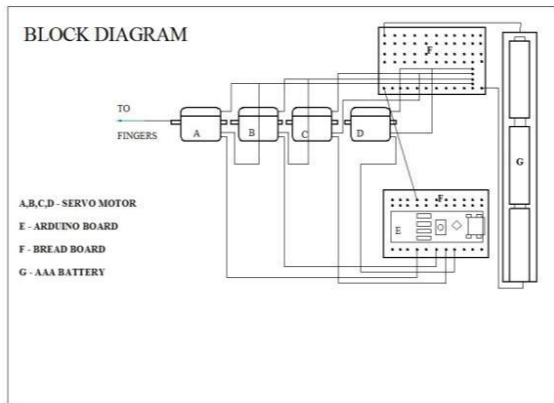 BLOCK DIAGRAM
F
TO
FINGERS
A
B
C
D
G
F
E
A,B,C,D - SERVO MOTOR
E - ARDUINO BOARD
F - BREAD BOARD
G - AAA BATTERY